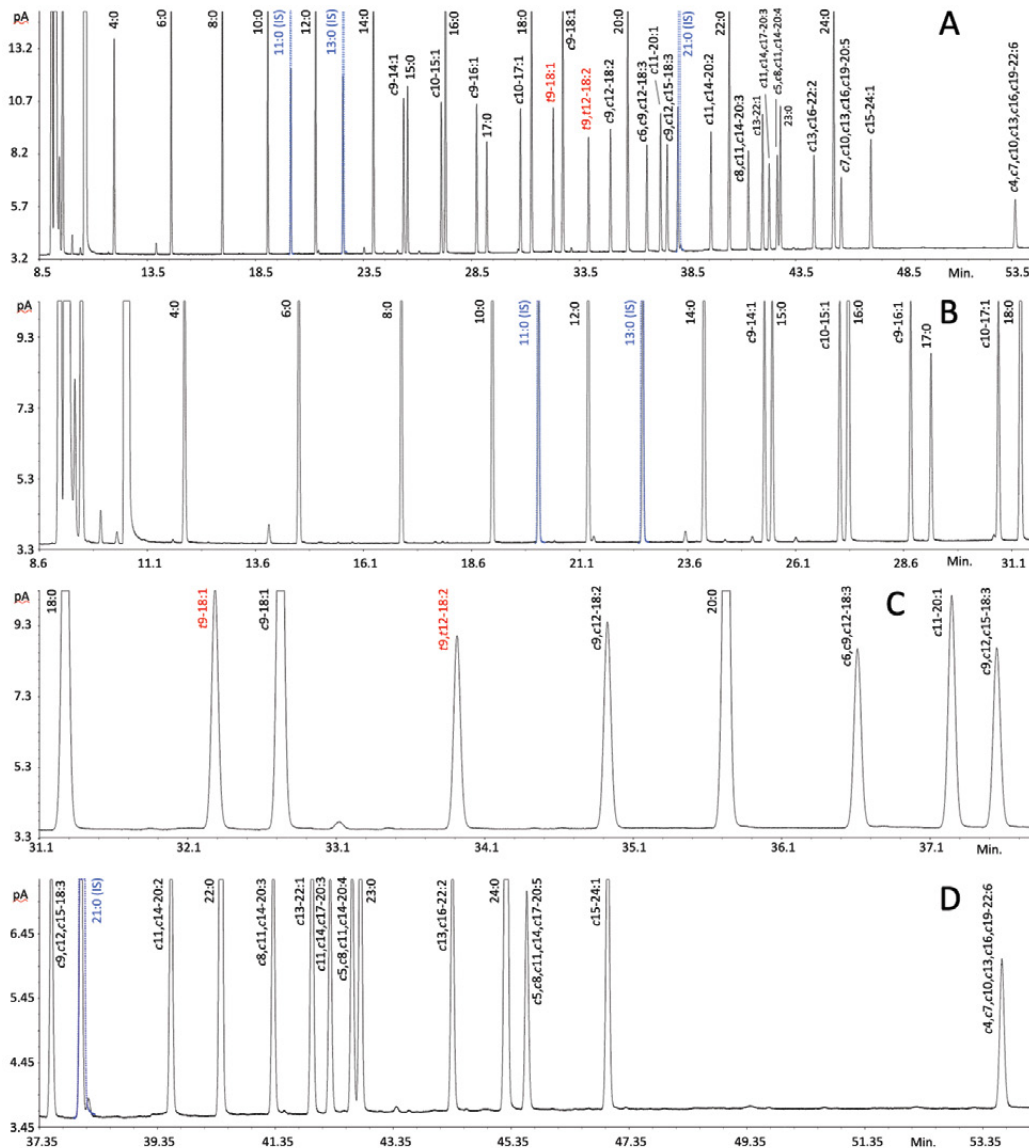 pA
13.2
10.7
8.2
5.7
3.2
4:0
6:0
8:0
10:0
11:0 (IS)
12:0
13:0 (IS)
14:0
c9-14:1
15:0
c10-15:1
16:0
c9-16:1
17:0
c10-17:1
18:0
t9-18:1
c9-18:1
t9,t12-18:2
c9,c12-18:2
20:0
c6,c9,c12-18:3
c11-20:1
c9,c12,c15-18:3
21:0 (IS)
c11,c14-20:2
22:0
c8,c11,c14-20:3
c13-22:1
c11,c14,c17-20:3
c5,c8,c11,c14-20:4
23:0
c13,c16-22:2
24:0
c7,c10,c13,c16,c19-20:5
c15-24:1
c4,c7,c10,c13,c16,c19-22:6
A
8.5 13.5 18.5 23.5 28.5 33.5 38.5 43.5 48.5 Min. 53.5
pA
9.3
7.3
5.3
3.3
4:0
6:0
8:0
10:0
11:0 (IS)
12:0
13:0 (IS)
14:0
c9-14:1
15:0
c10-15:1
16:0
c9-16:1
17:0
c10-17:1
18:0
B
8.6 11.1 13.6 16.1 18.6 21.1 23.6 26.1 28.6 Min. 31.1
pA
9.3
7.3
5.3
3.3
18:0
t9-18:1
c9-18:1
t9,t12-18:2
c9,c12-18:2
20:0
c6,c9,c12-18:3
c11-20:1
c9,c12,c15-18:3
C
31.1 32.1 33.1 34.1 35.1 36.1 37.1 Min.
pA
6.45
5.45
4.45
3.45
c9,c12,c15-18:3
21:0 (IS)
c11,c14-20:2
22:0
c8,c11,c14-20:3
c13-22:1
c11,c14,c17-20:3
c5,c8,c11,c14-20:4
23:0
c13,c16-22:2
24:0
c5,c8,c11,c14,c17-20:5
c15-24:1
c4,c7,c10,c13,c16,c19-22:6
D
37.35 39.35 41.35 43.35 45.35 47.35 49.35 51.35 Min. 53.35